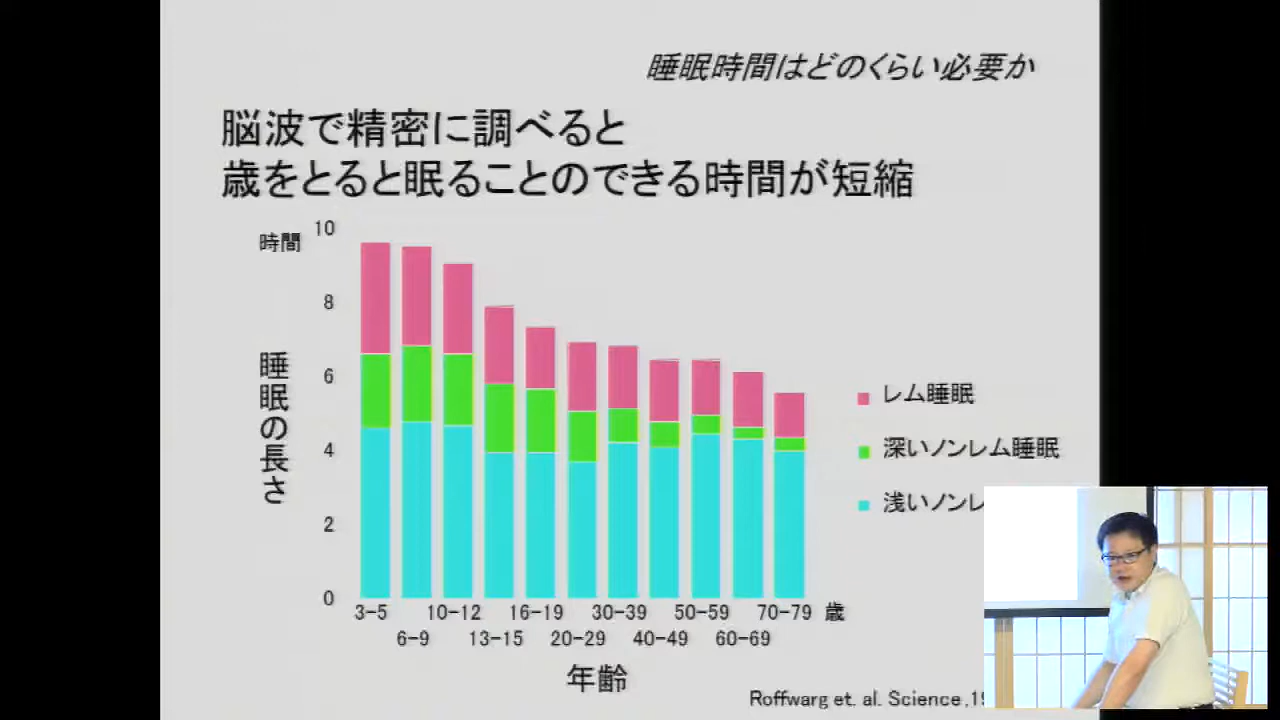 睡眠時間はどのくらい必要か
脳波で精密に調べると
歳をとると眠ることのできる時間が短縮
時間
10
8
6
4
2
0
睡眠の長さ
レム睡眠
深いノンレム睡眠
浅いノンレ
3-5 10-12 16-19 30-39 50-59 70-79 歳
6-9 13-15 20-29 40-49 60-69
年齢
Roffwarg et. al. Science ,1